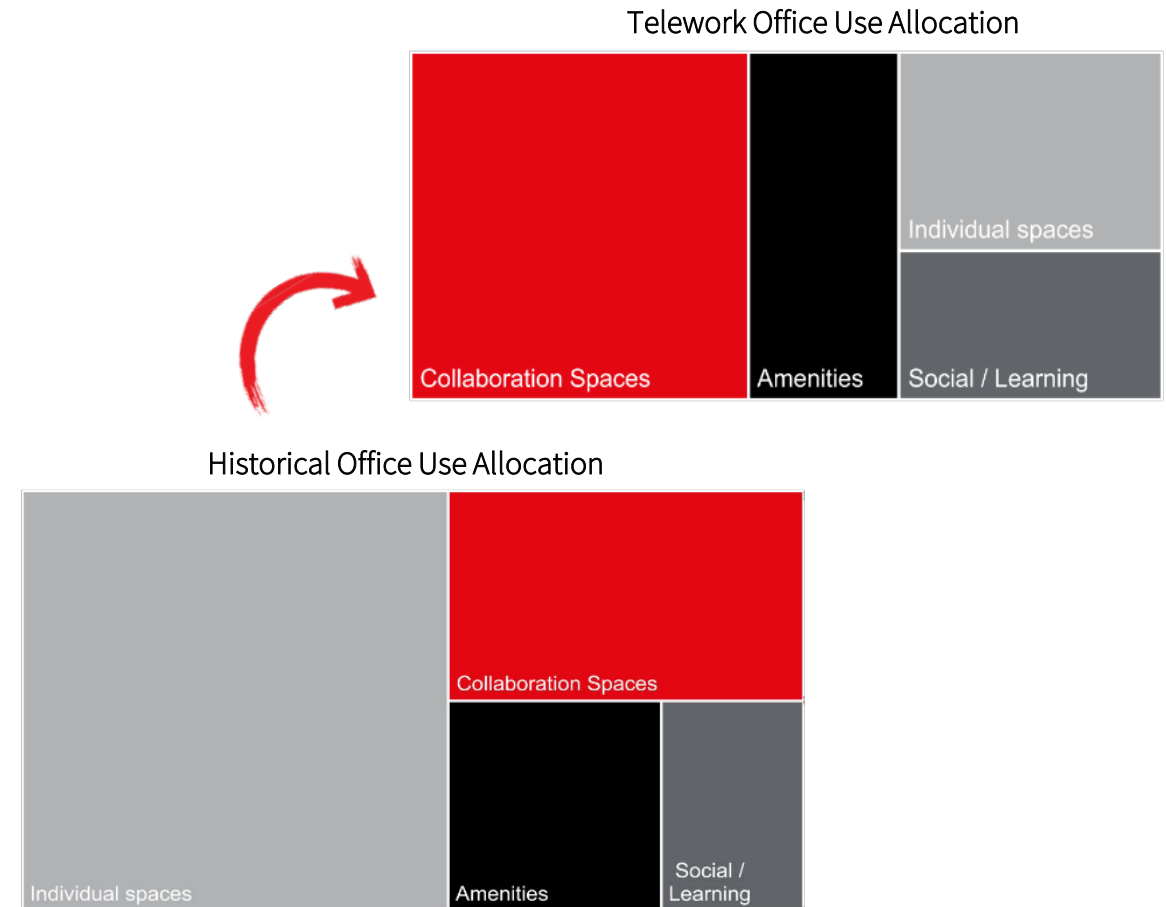 Telework Office Use Allocation
Individual spaces
Collaboration Spaces
Amenities
Social / Learning
Historical Office Use Allocation
Collaboration Spaces
Individual spaces
Amenities
Social /
Learning